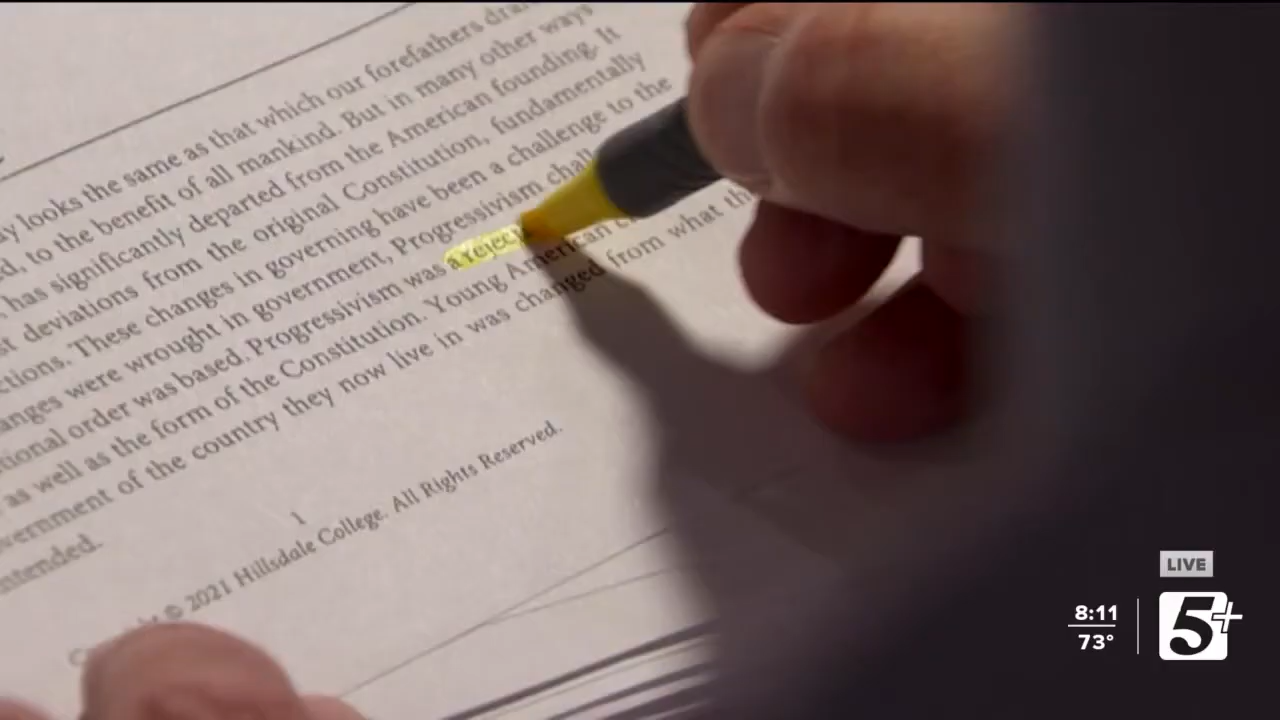 looks the same as that which our forefathers
to the benefit of all mankind. But in many other ways
has significantly departed from the American founding. It
deviations from the original Constitution, fundamentally
These changes in governing have been a challenge to the
were wrought in government, Progressivism
order was based. Progressivism was a
as well as the form of the Constitution. Young American
of the country they now live in was changed from what
1
© 2021 Hillsdale College. All Rights Reserved.
LIVE
8:11
73°
5+